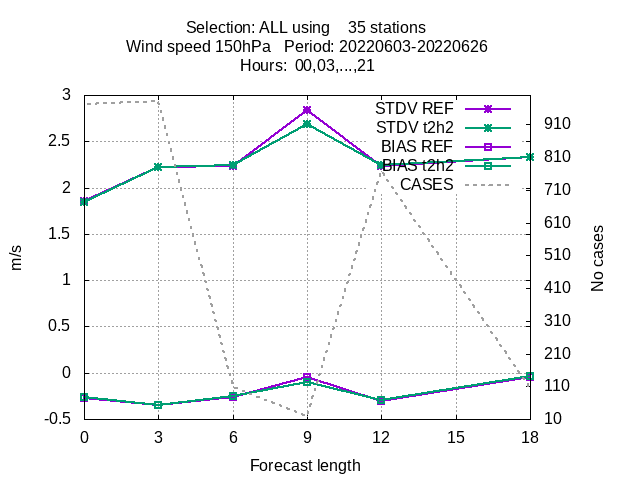 Selection: ALL using    35 stations
Wind speed 150hPa   Period: 20220603-20220626
Hours:  00,03,...,21
STDV REF
STDV t2h2
BIAS REF
BIAS t2h2
CASES
3
2.5
2
1.5
1
0.5
0
-0.5
m/s
910
810
710
610
510
410
310
210
110
10
No cases
0 3 6 9 12 15 18
Forecast length